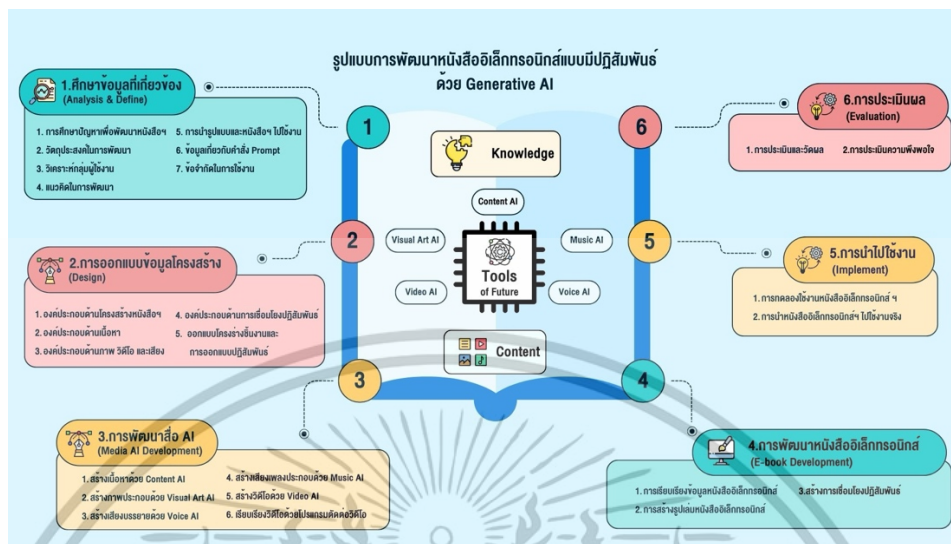 รูปแบบการพัฒนาหนังสืออิเล็กทรอนิกส์แบบมีปฏิสัมพันธ์
ด้วย Generative AI
1.ศึกษาข้อมูลที่เกี่ยวข้อง
(Analysis & Define)
1. การศึกษาปัญหาเพื่อพัฒนาหนังสือฯ
2. วัตถุประสงค์ในการพัฒนา
3. วิเคราะห์กลุ่มผู้ใช้งาน
4. แนวคิดในการพัฒนา
5. การนำรูปแบบและหนังสือฯ ไปใช้งาน
6. ข้อมูลเกี่ยวกับคำสั่ง Prompt
7. ข้อจำกัดในการใช้งาน
1
2.การออกแบบข้อมูลโครงสร้าง
(Design)
1. องค์ประกอบด้านโครงสร้างหนังสือฯ
2. องค์ประกอบด้านเนื้อหา
3. องค์ประกอบด้านภาพ วิดีโอ และเสียง
4. องค์ประกอบด้านการเชื่อมโยงปฏิสัมพันธ์
5. ออกแบบโครงร่างชิ้นงานและ
การออกแบบปฏิสัมพันธ์
2
3.การพัฒนาสื่อ AI
(Media AI Development)
1.สร้างเนื้อหาด้วย Content AI
2.สร้างภาพประกอบด้วย Visual Art AI
3.สร้างเสียงบรรยายด้วย Voice AI
4. สร้างเสียงเพลงประกอบด้วย Music AI
5. สร้างวิดีโอด้วย Video AI
6. เรียบเรียงวิดีโอด้วยโปรแกรมตัดต่อวิดีโอ
3
Knowledge
Content AI
Visual Art AI
Music AI
Video AI
Voice AI
Tools
of Future
Content
6
6.การประเมินผล
(Evaluation)
1. การประเมินและวัดผล
2.การประเมินความพึงพอใจ
5
5.การนำไปใช้งาน
(Implement)
1. การทดลองใช้งานหนังสืออิเล็กทรอนิกส์ ฯ
2. การนำหนังสืออิเล็กทรอนิกส์ฯ ไปใช้งานจริง
4
4.การพัฒนาหนังสืออิเล็กทรอนิกส์
(E-book Development)
1. การเรียบเรียงข้อมูลหนังสืออิเล็กทรอนิกส์
2. การสร้างรูปเล่มหนังสืออิเล็กทรอนิกส์
3.สร้างการเชื่อมโยงปฏิสัมพันธ์